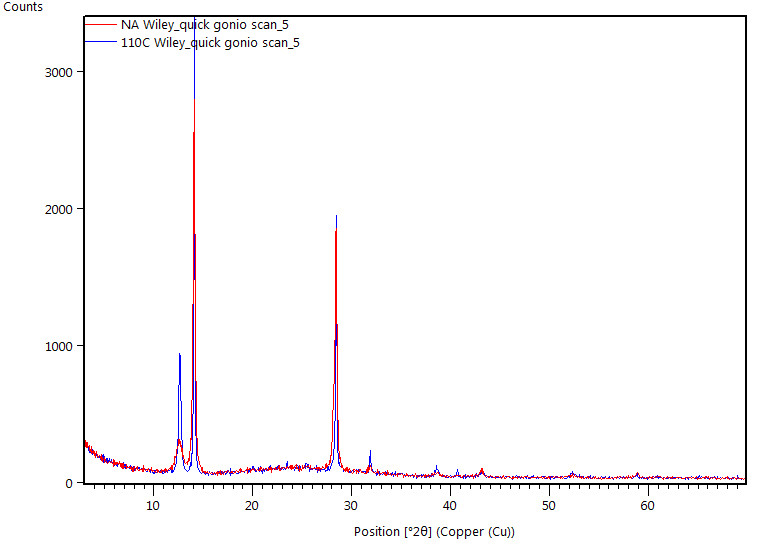 Counts
NA Wiley_quick gonio scan_5
110C Wiley_quick gonio scan_5
3000
2000
1000
0
10 20 30 40 50 60
Position [°2θ] (Copper (Cu))